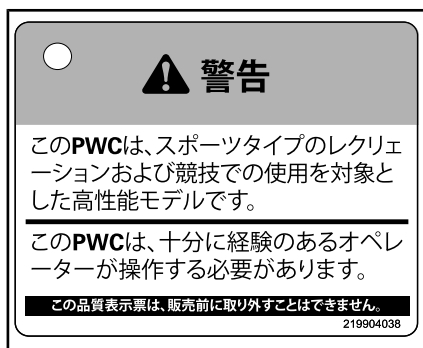 警告
このPWCは、スポーツタイプのレクリェ
ーションおよび競技での使用を対象と
した高性能モデルです。
このPWCは、十分に経験のあるオペレ
ーターが操作する必要があります。
この品質表示票は、販売前に取り外すことはできません。
219904038